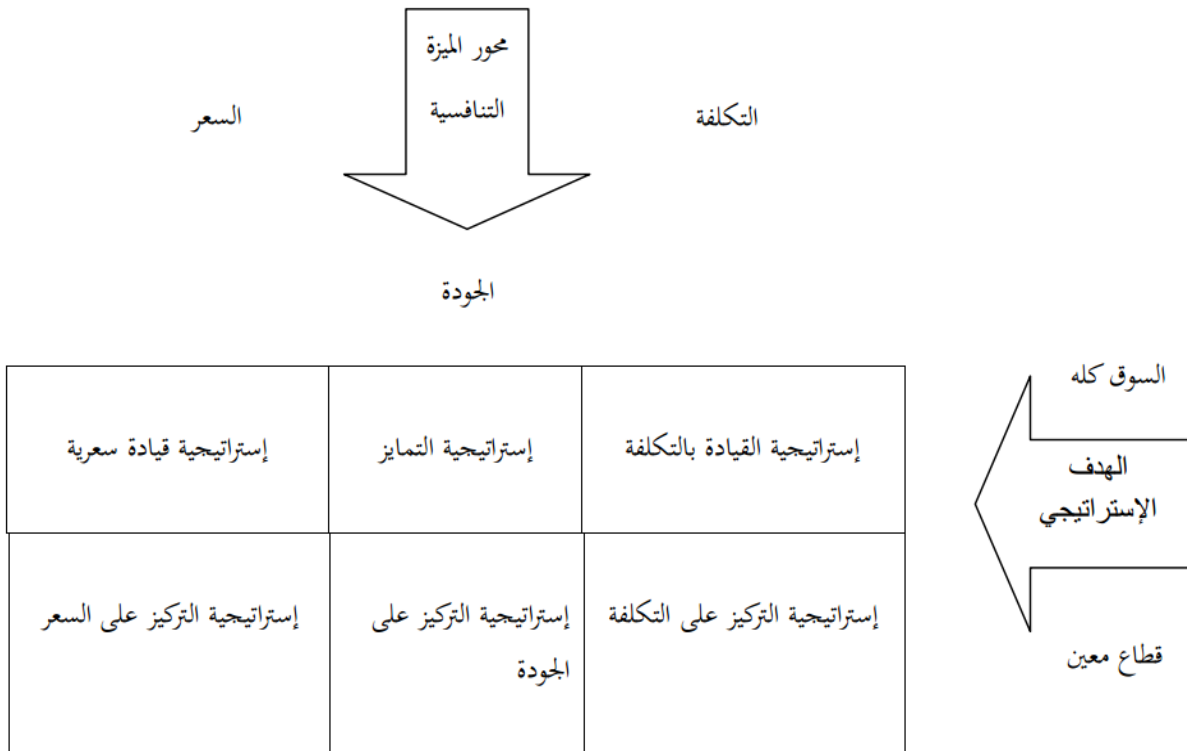 محور الميزة
التنافسية
التكلفة
السعر
الجودة
السوق كله
الهدف
الإستراتيجي
قطاع معين
إستراتيجية القيادة بالتكلفة
إستراتيجية التمايز
إستراتيجية قيادة سعرية
إستراتيجية التركيز على التكلفة
إستراتيجية التركيز على
الجودة
إستراتيجية التركيز على السعر